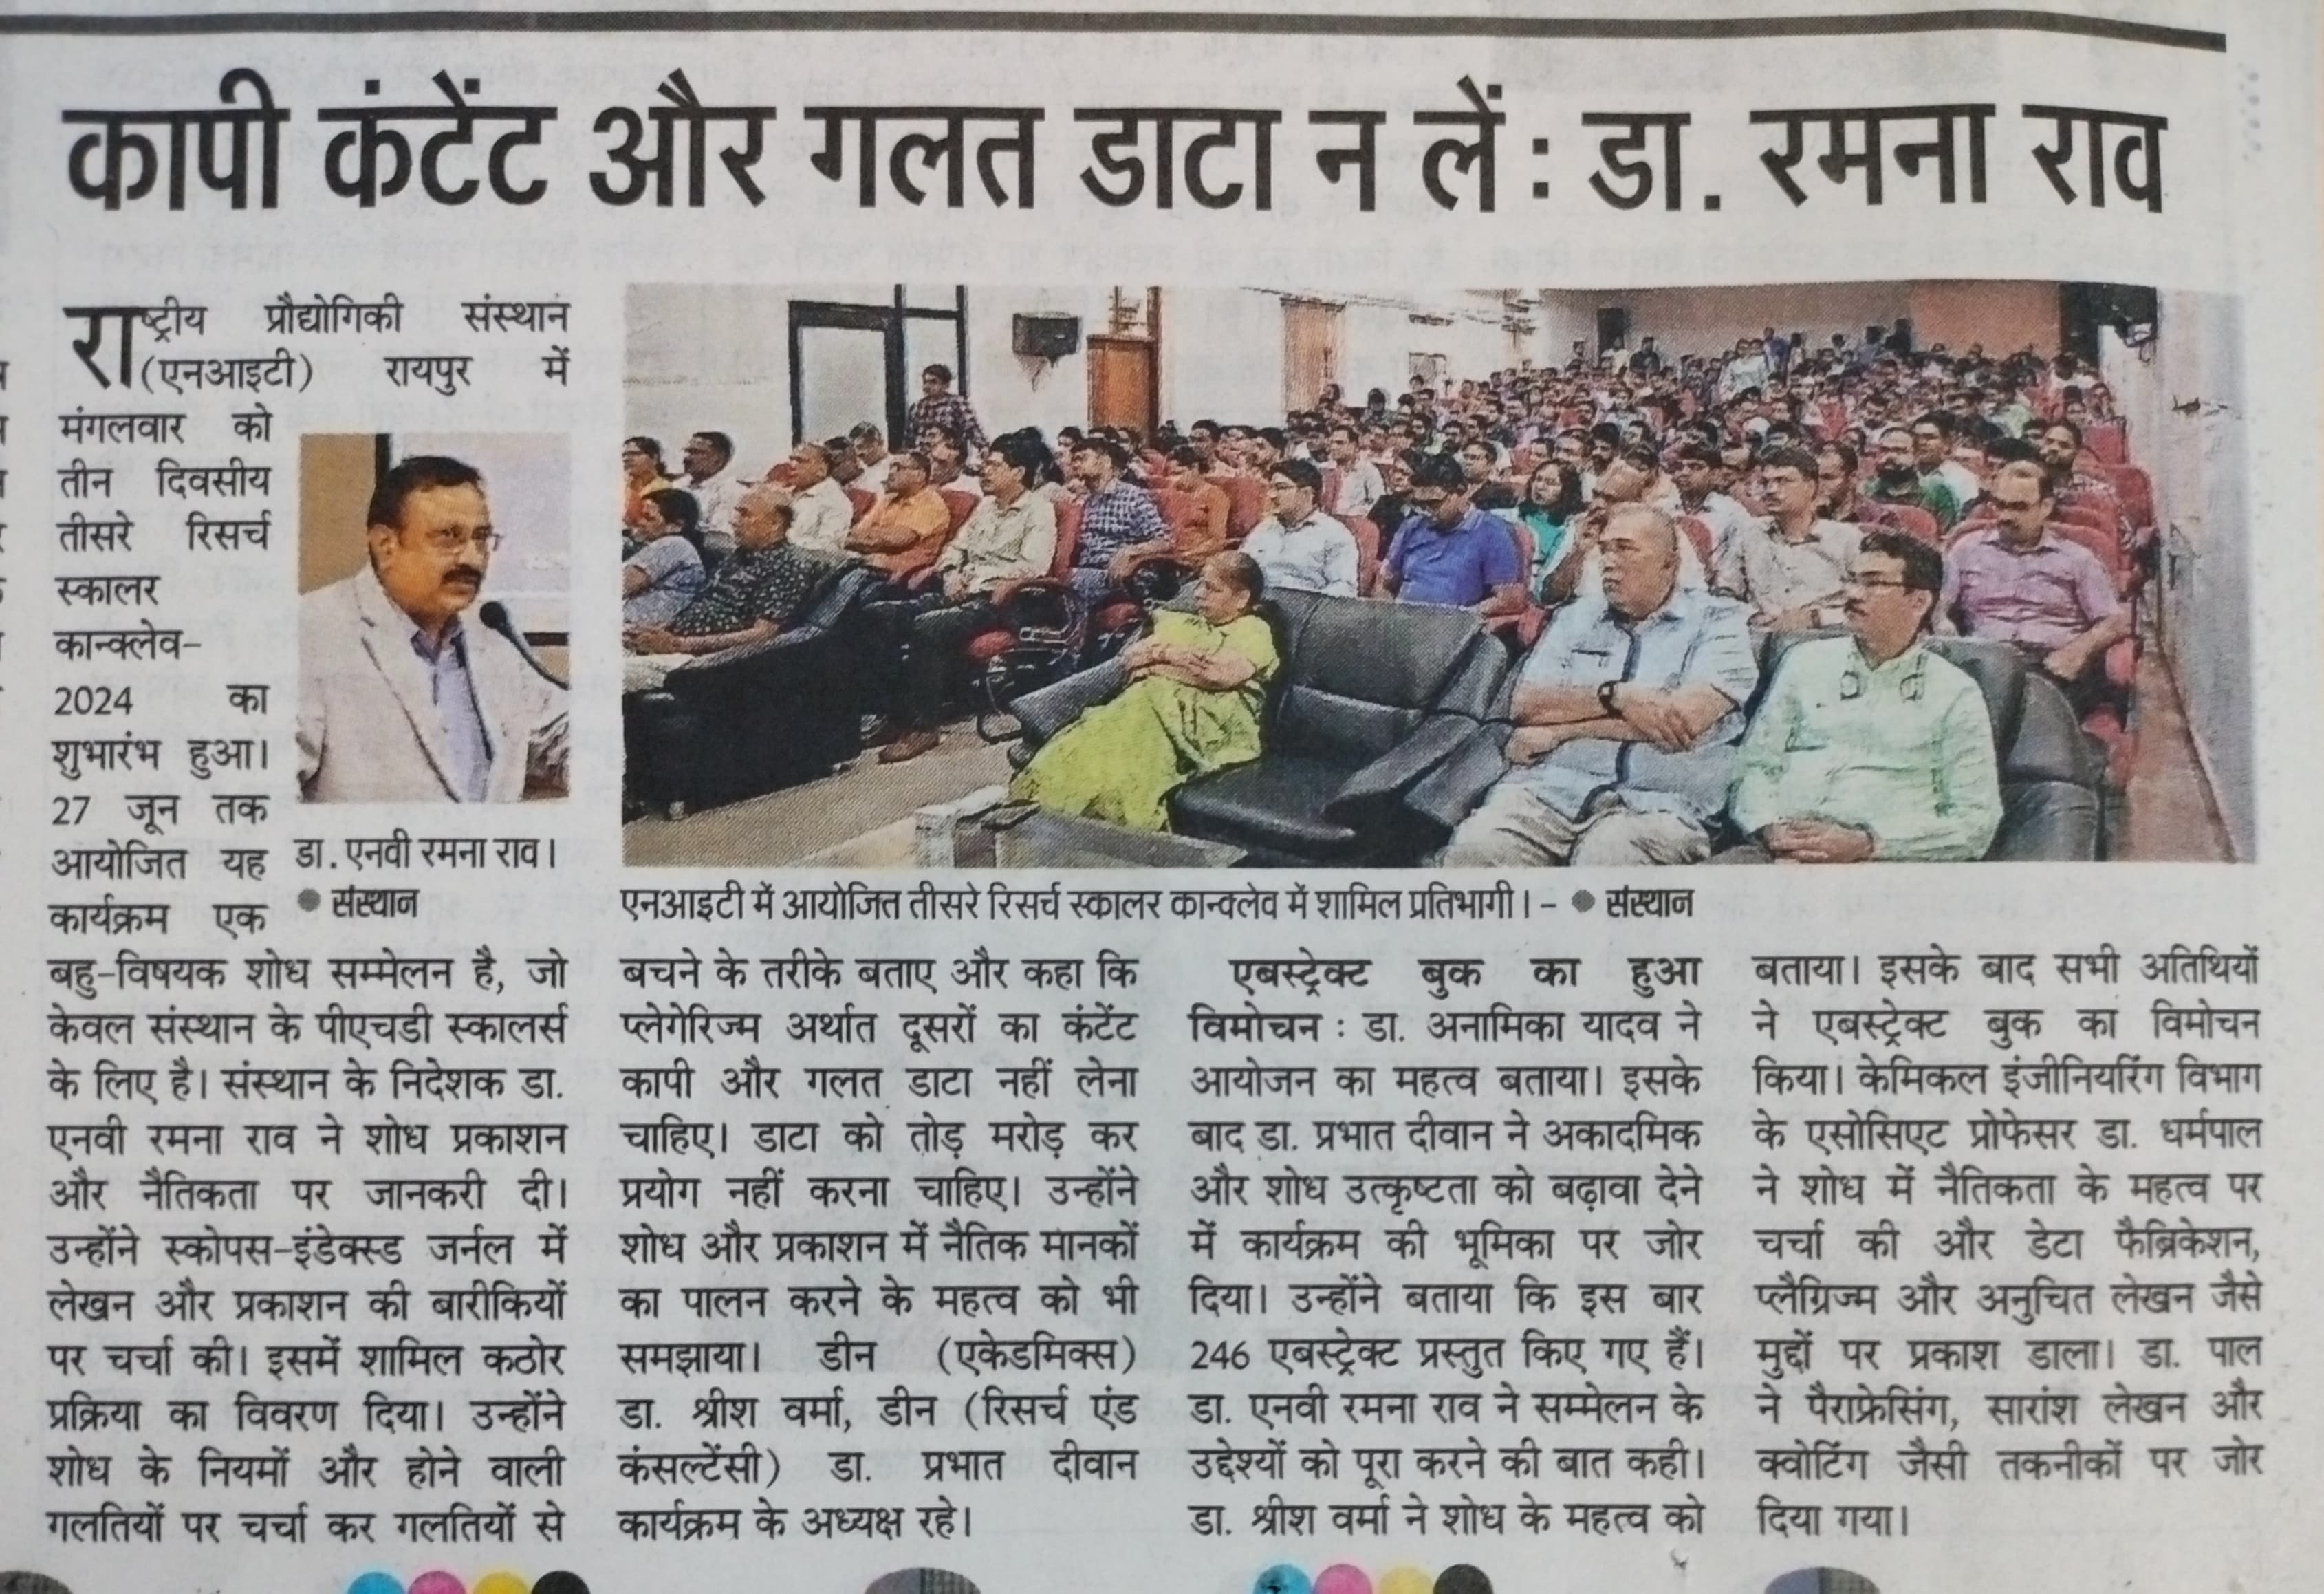 कापी कंटेंट और गलत डाटा न लें : डा. रमना राव
राष्ट्रीय प्रौद्योगिकी संस्थान
(एनआइटी) रायपुर में
मंगलवार को
तीन दिवसीय
तीसरे रिसर्च
स्कालर
कान्क्लेव-
2024 का
शुभारंभ हुआ।
27 जून तक
आयोजित यह
कार्यक्रम एक
डा. एनवी रमना राव।
● संस्थान
बहु-विषयक शोध सम्मेलन है, जो
केवल संस्थान के पीएचडी स्कालर्स
के लिए है। संस्थान के निदेशक डा.
एनवी रमना राव ने शोध प्रकाशन
और नैतिकता पर जानकरी दी।
उन्होंने स्कोपस-इंडेक्स्ड जर्नल में
लेखन और प्रकाशन की बारीकियों
पर चर्चा की। इसमें शामिल कठोर
प्रक्रिया का विवरण दिया। उन्होंने
शोध के नियमों और होने वाली
गलतियों पर चर्चा कर गलतियों से
एनआइटी में आयोजित तीसरे रिसर्च स्कालर कान्क्लेव में शामिल प्रतिभागी। - ● संस्थान
बचने के तरीके बताए और कहा कि
प्लेगेरिज्म अर्थात दूसरों का कंटेंट
कापी और गलत डाटा नहीं लेना
चाहिए। डाटा को तोड़ मरोड़ कर
प्रयोग नहीं करना चाहिए। उन्होंने
शोध और प्रकाशन में नैतिक मानकों
का पालन करने के महत्व को भी
समझाया। डीन (एकेडमिक्स)
डा. श्रीश वर्मा, डीन (रिसर्च एंड
कंसल्टेंसी) डा. प्रभात दीवान
कार्यक्रम के अध्यक्ष रहे।
एबस्ट्रेक्ट बुक का हुआ
विमोचन : डा. अनामिका यादव ने
आयोजन का महत्व बताया। इसके
बाद डा. प्रभात दीवान ने अकादमिक
और शोध उत्कृष्टता को बढ़ावा देने
में कार्यक्रम की भूमिका पर जोर
दिया। उन्होंने बताया कि इस बार
246 एबस्ट्रेक्ट प्रस्तुत किए गए हैं।
डा. एनवी रमना राव ने सम्मेलन के
उद्देश्यों को पूरा करने की बात कही।
डा. श्रीश वर्मा ने शोध के महत्व को
बताया। इसके बाद सभी अतिथियों
ने एबस्ट्रेक्ट बुक का विमोचन
किया। केमिकल इंजीनियरिंग विभाग
के एसोसिएट प्रोफेसर डा. धर्मपाल
ने शोध में नैतिकता के महत्व पर
चर्चा की और डेटा फैब्रिकेशन,
प्लैग्रिज्म और अनुचित लेखन जैसे
मुद्दों पर प्रकाश डाला। डा. पाल
ने पैराफ्रेसिंग, सारांश लेखन और
क्वोटिंग जैसी तकनीकों पर जोर
दिया गया।